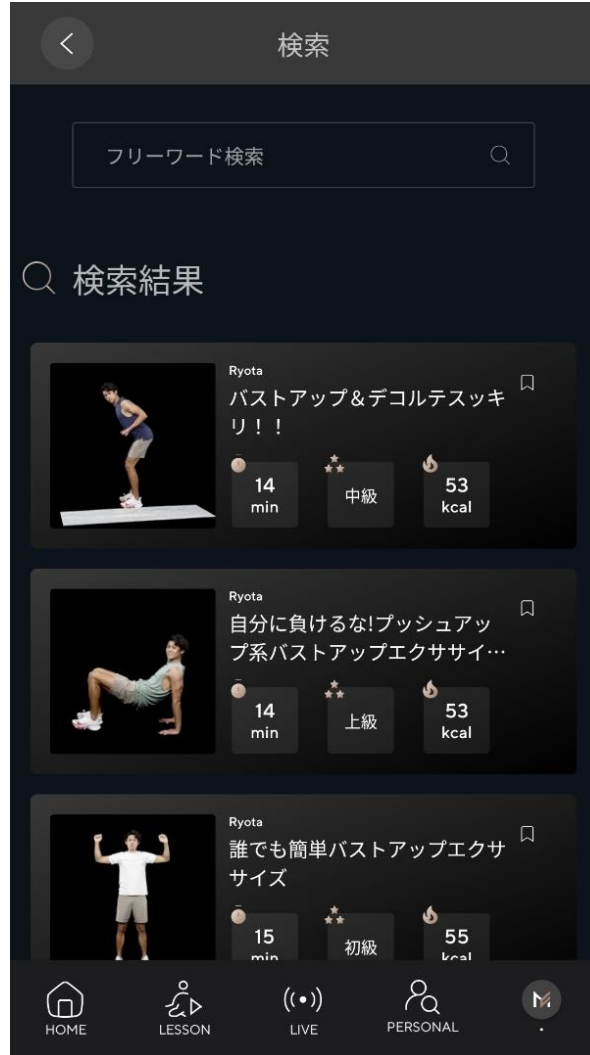 検索
フリーワード検索
検索結果
Ryota
バストアップ＆デコルテスッキ
リ！！
14
min
中級
53
kcal
Ryota
自分に負けるな!プッシュアッ
プ系バストアップエクササイ…
14
min
上級
53
kcal
Ryota
誰でも簡単バストアップエクサ
サイズ
15
min
初級
55
kcal
HOME
LESSON
LIVE
PERSONAL
M